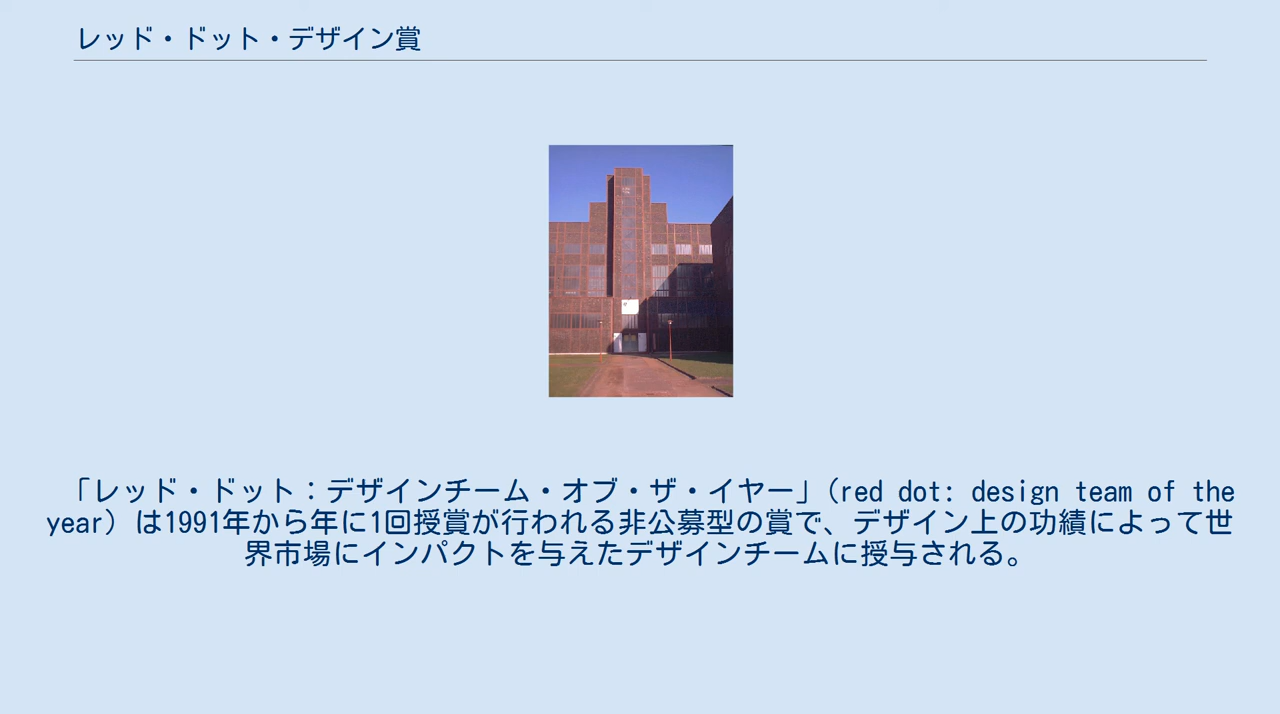 レッド・ドット・デザイン賞
「レッド・ドット：デザインチーム・オブ・ザ・イヤー」(red dot: design team of the
year) は1991年から年に1回授賞が行われる非公募型の賞で、デザイン上の功績によって世
界市場にインパクトを与えたデザインチームに授与される。